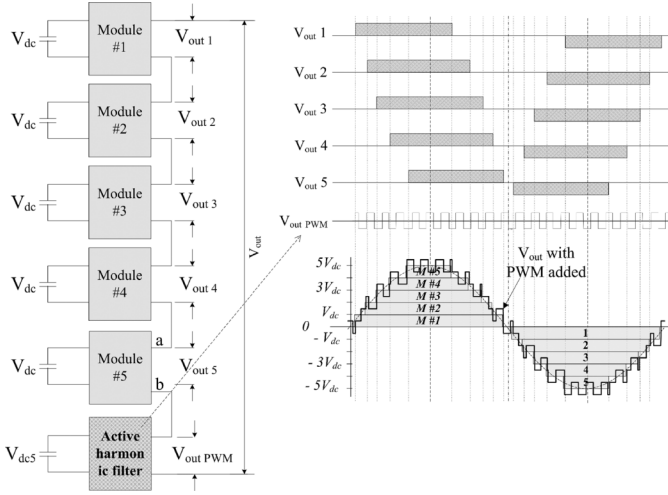 Vdc
Module
#1
Vout 1
Vdc
Module
#2
Vout 2
Vdc
Module
#3
Vout 3
Vdc
Module
#4
Vout 4
Vdc
Module
#5
a
b
Vout 5
Vdc5
Active
harmon
ic filter
Vout PWM
Vout
Vout 1
Vout 2
Vout 3
Vout 4
Vout 5
Vout PWM
Vout with
PWM added
5Vdc
3Vdc
Vdc
0
- Vdc
- 3Vdc
- 5Vdc
M #5
M #4
M #3
M #2
M #1
1
2
3
4
5